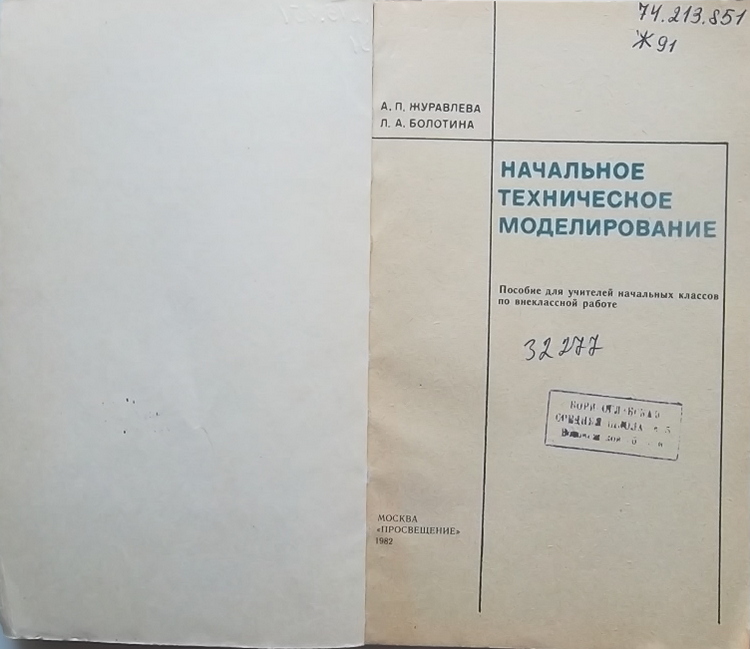 74.213.851
Ж 91
А. П. ЖУРАВЛЕВА
Л. А. БОЛОТИНА
НАЧАЛЬНОЕ
ТЕХНИЧЕСКОЕ
МОДЕЛИРОВАНИЕ
Пособие для учителей начальных классов
по внеклассной работе
32277
МОСКВА
«ПРОСВЕЩЕНИЕ»
1982